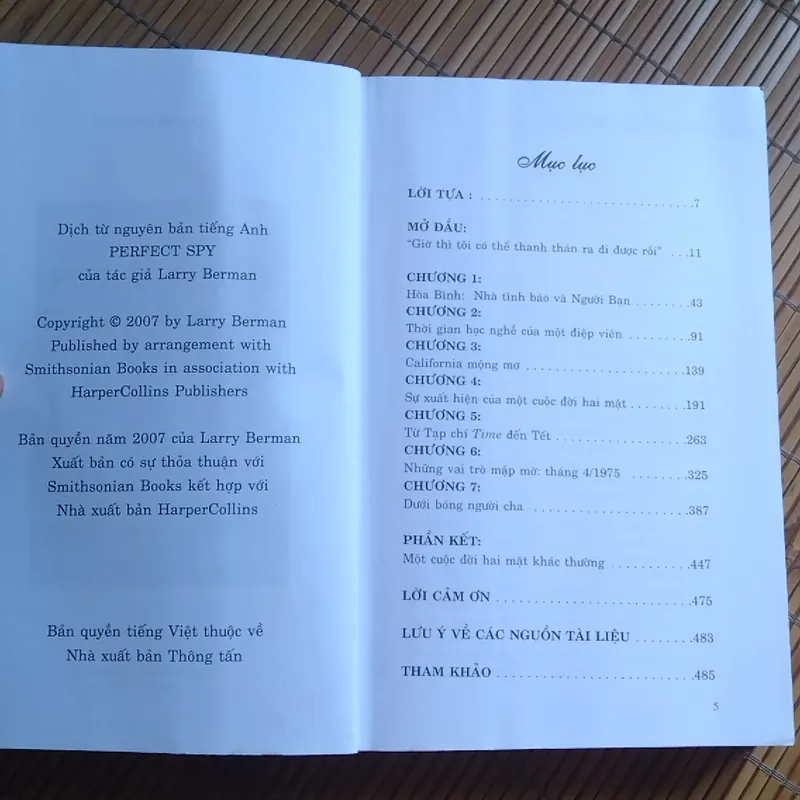 Dịch từ nguyên bản tiếng Anh
PERFECT SPY
của tác giả Larry Berman
Copyright © 2007 by Larry Berman
Published by arrangement with
Smithsonian Books in association with
HarperCollins Publishers
Bản quyền năm 2007 của Larry Berman
Xuất bản có sự thỏa thuận với
Smithsonian Books kết hợp với
Nhà xuất bản HarperCollins
Bản quyền tiếng Việt thuộc về
Nhà xuất bản Thông tấn
Mục lục
LỜI TỰA : . . . . . . . . . . . . . . . . . . . . . . . . . . . . .7
MỞ ĐẦU:
"Giờ thì tôi có thể thanh thản ra đi được rồi" . . .11
CHƯƠNG 1:
Hòa Bình: Nhà tình báo và Người Bạn . . . . . . . .43
CHƯƠNG 2:
Thời gian học nghề của một điệp viên . . . . . . . . .91
CHƯƠNG 3:
California mộng mơ . . . . . . . . . . . . . . . . . . . . .139
CHƯƠNG 4:
Sự xuất hiện của một cuộc đời hai mặt . . . . . . . .191
CHƯƠNG 5:
Từ Tạp chí Time đến Tết . . . . . . . . . . . . . . . . . .263
CHƯƠNG 6:
Những vai trò mập mờ: tháng 4/1975 . . . . . . . .325
CHƯƠNG 7:
Dưới bóng người cha . . . . . . . . . . . . . . . . . . . . .387
PHẦN KẾT:
Một cuộc đời hai mặt khác thường . . . . . . . . . . .447
LỜI CẢM ƠN . . . . . . . . . . . . . . . . . . . . . . . . .475
LƯU Ý VỀ CÁC NGUỒN TÀI LIỆU . . . . . . . .483
THAM KHẢO . . . . . . . . . . . . . . . . . . . . . . . . .485
5